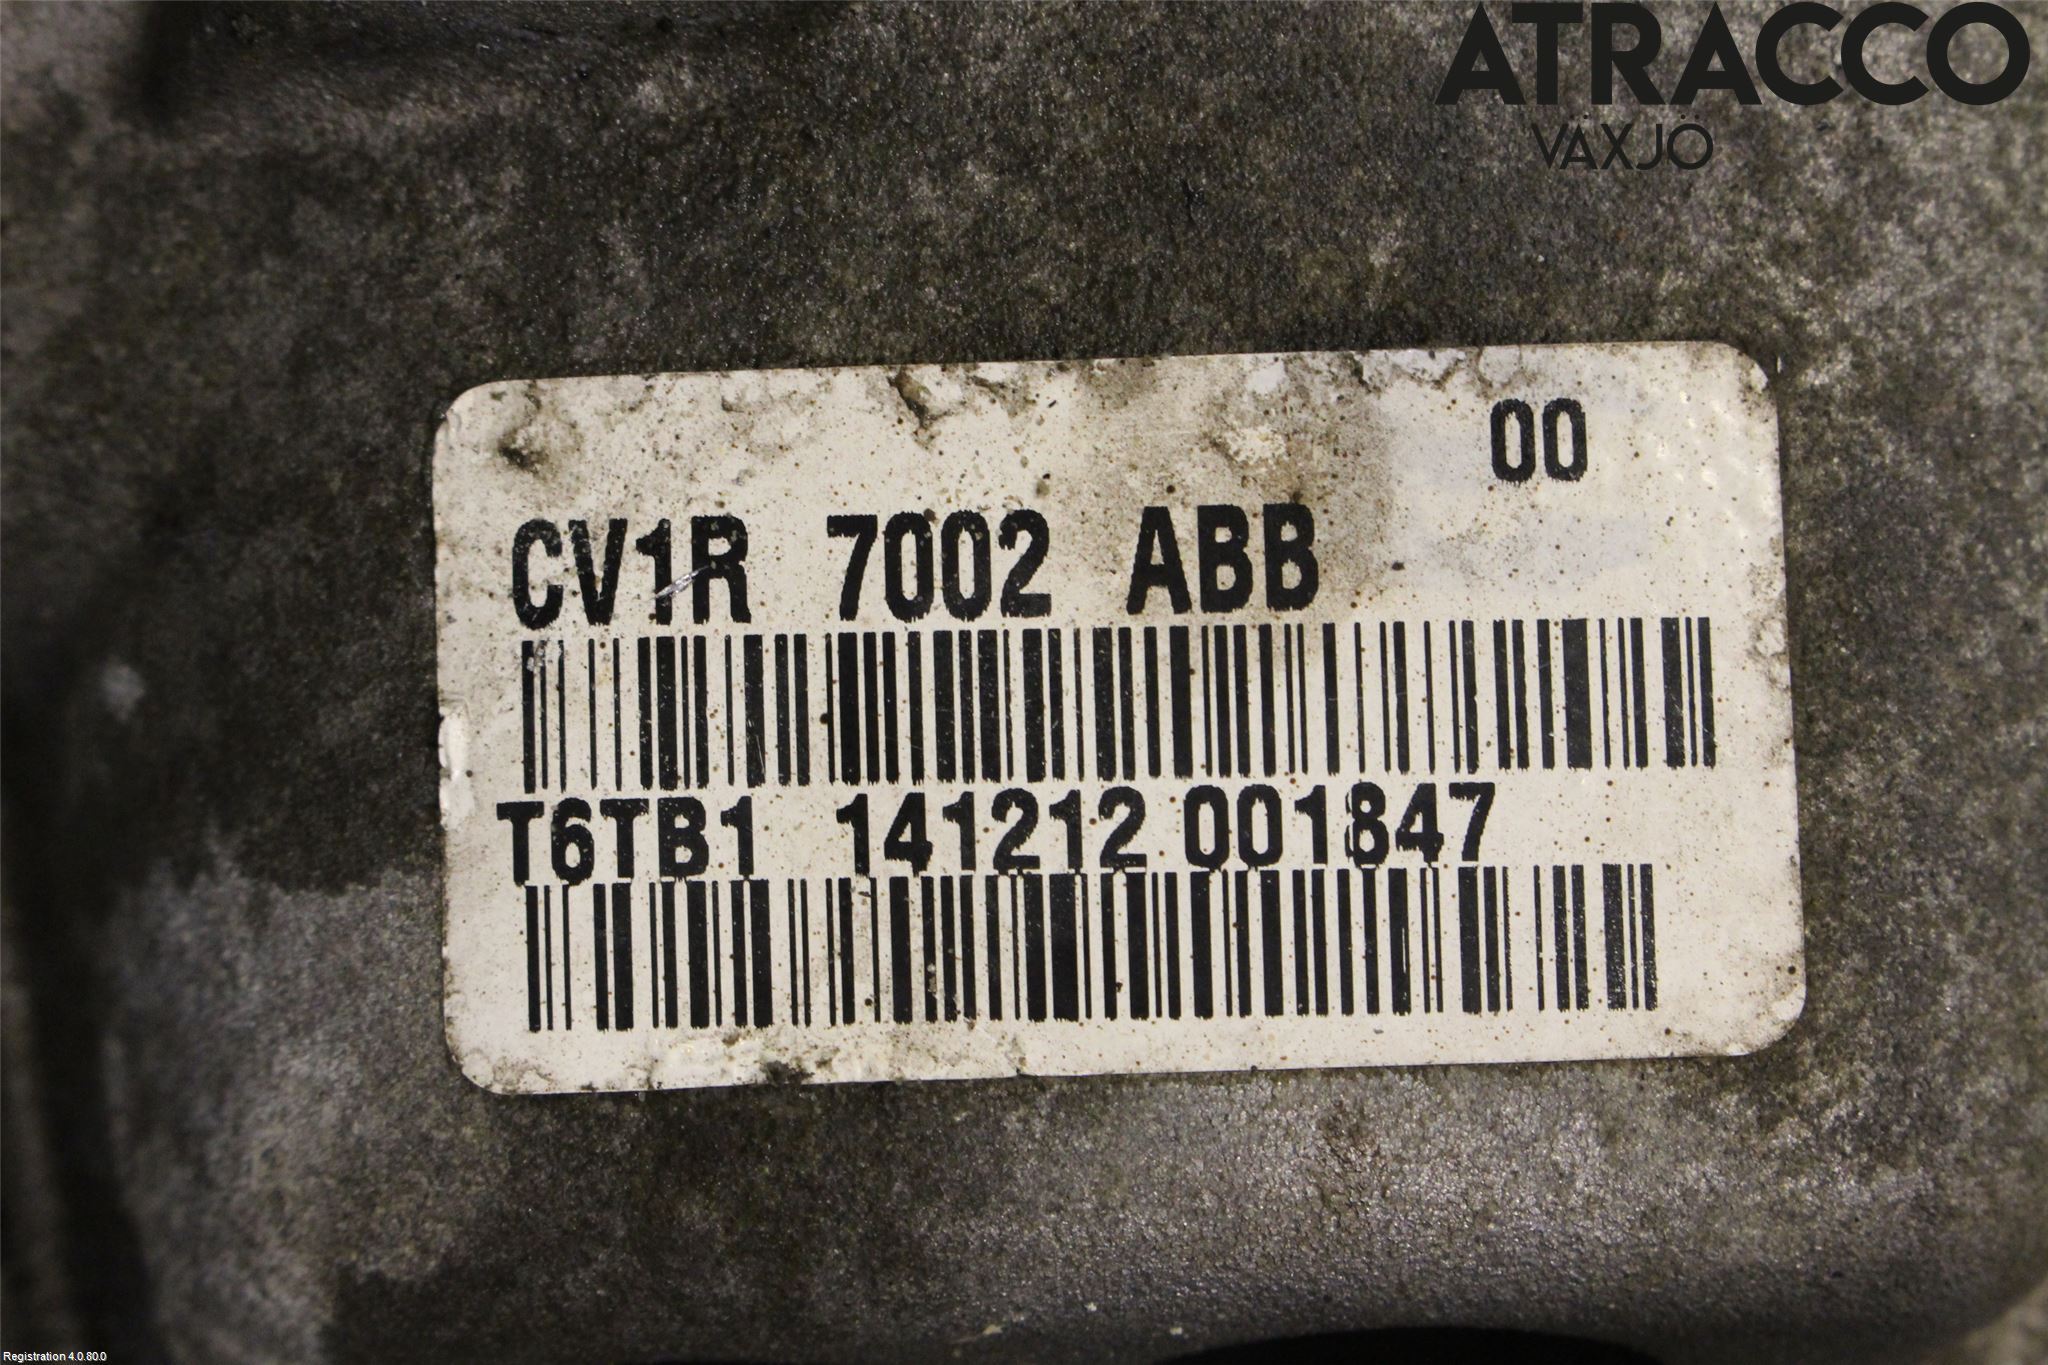 ATRACCO
VÄXJÖ
00
CV1R 7002 ABB
T6TB1 141212 001847
Registration 4.0.80.0